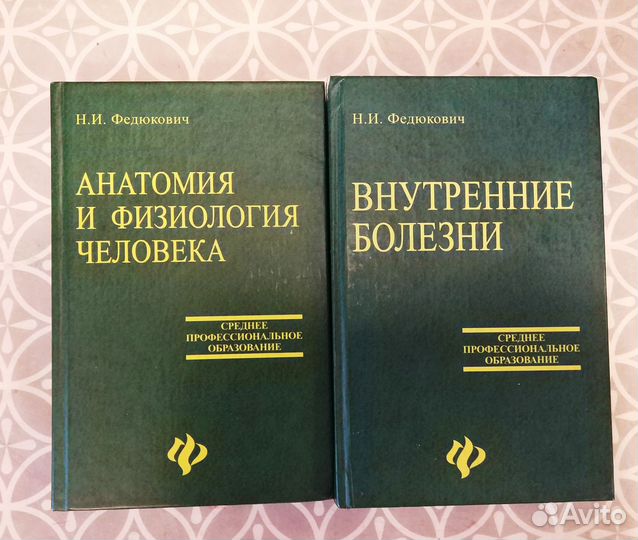 Н.И. Федюкович
АНАТОМИЯ
И ФИЗИОЛОГИЯ
ЧЕЛОВЕКА
СРЕДНЕЕ
ПРОФЕССИОНАЛЬНОЕ
ОБРАЗОВАНИЕ
Н.И. Федюкович
ВНУТРЕННИЕ
БОЛЕЗНИ
СРЕДНЕЕ
ПРОФЕССИОНАЛЬНОЕ
ОБРАЗОВАНИЕ
Avito